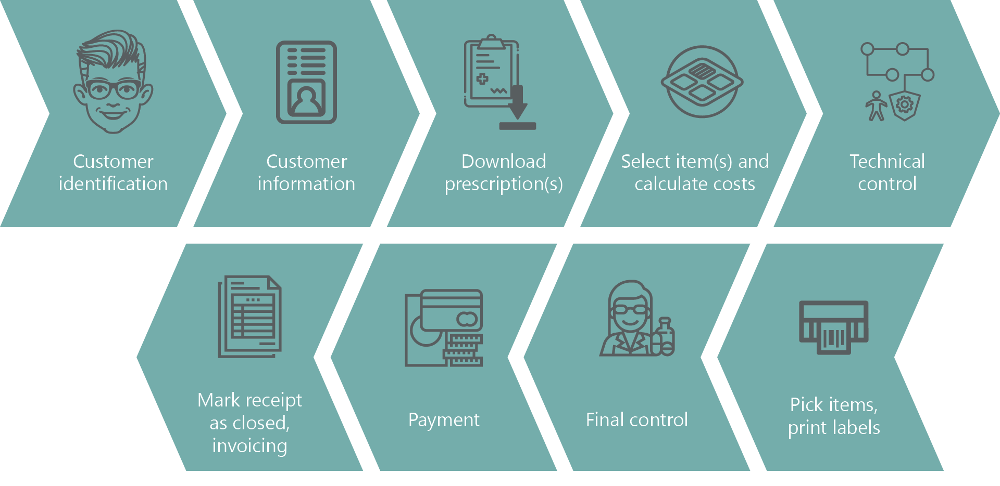 Customer
identification
Customer
information
Download
prescription(s)
Select item(s) and
calculate costs
Technical
control
Mark receipt
as closed,
invoicing
Payment
Final control
Pick items,
print labels